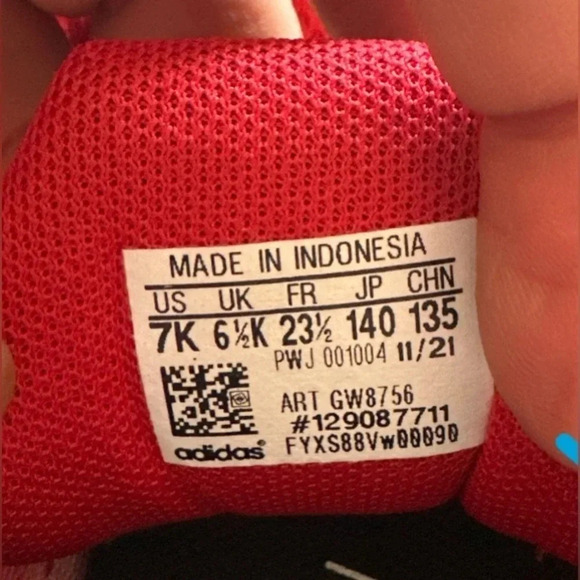 MADE IN INDONESIA
US UK FR JP CHN
7K 6½K 23½ 140 135
PWJ 001004 11/21
ART GW8756
#129087711
FYXS88Vw00090
adidas